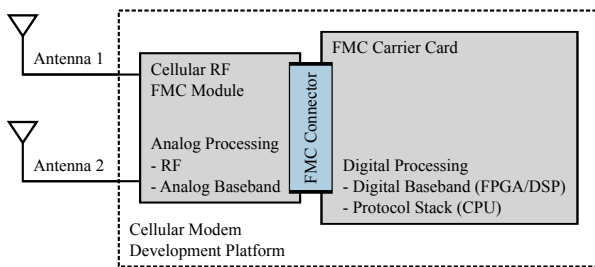 Antenna 1
Antenna 2
Cellular RF
FMC Module
Analog Processing
- RF
- Analog Baseband
FMC Connector
FMC Carrier Card
Digital Processing
- Digital Baseband (FPGA/DSP)
- Protocol Stack (CPU)
Cellular Modem
Development Platform